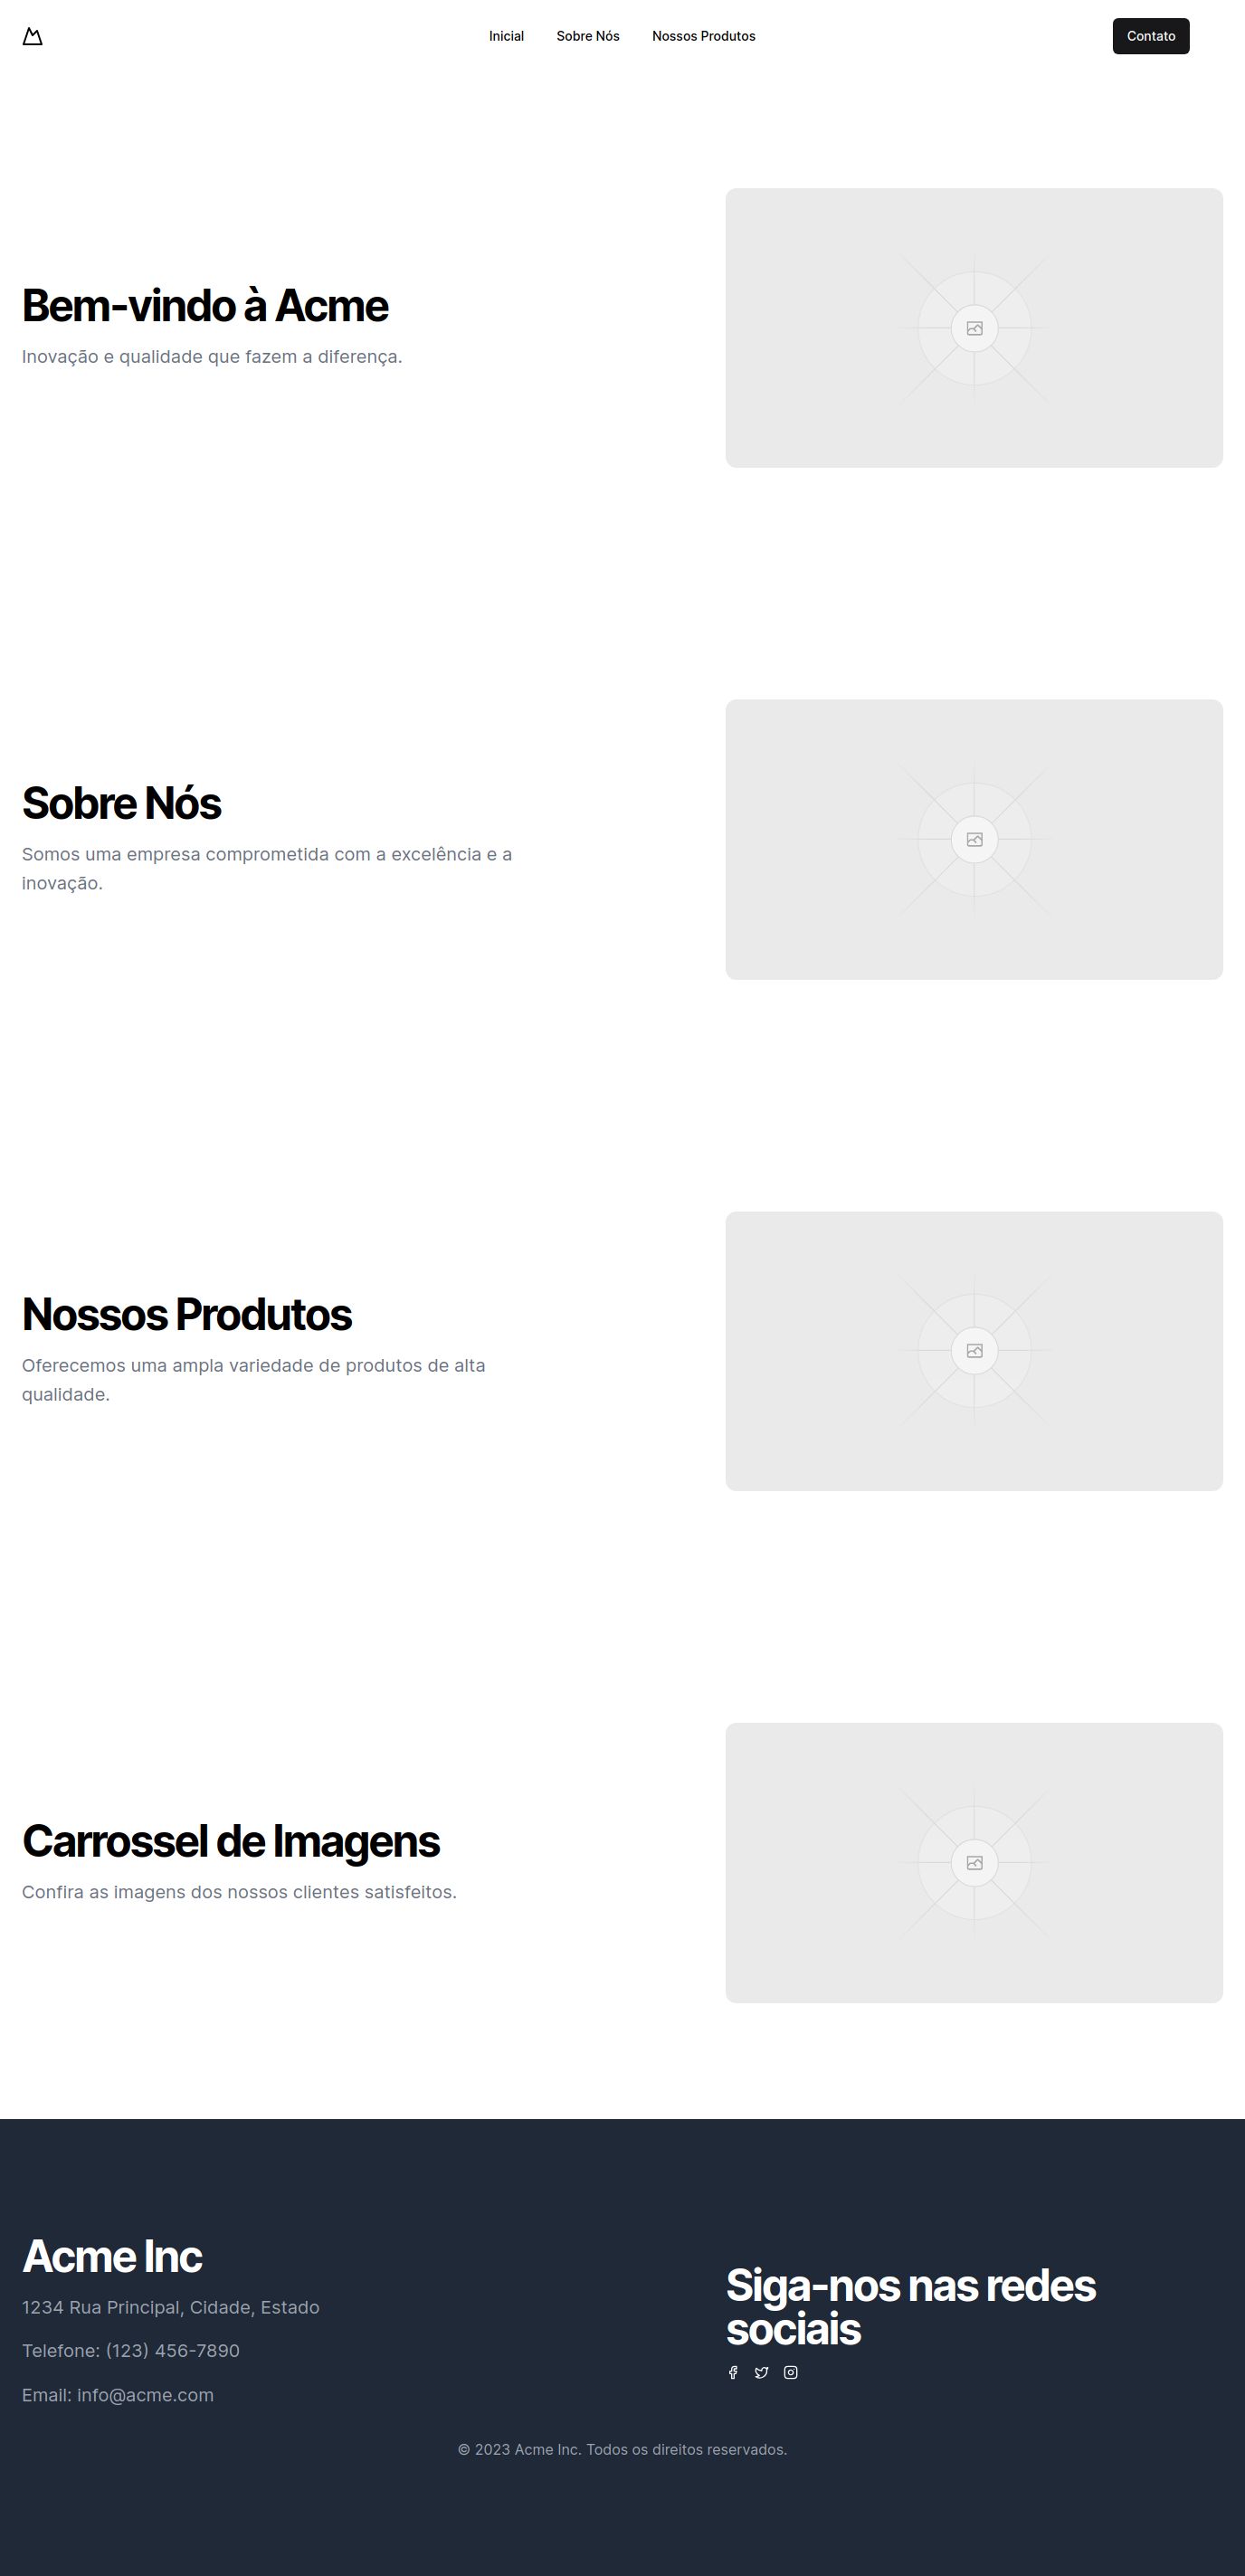 Inicial
Sobre Nós
Nossos Produtos
Contato
Bem-vindo à Acme
Inovação e qualidade que fazem a diferença.
Sobre Nós
Somos uma empresa comprometida com a excelência e a
inovação.
Nossos Produtos
Oferecemos uma ampla variedade de produtos de alta
qualidade.
Carrossel de Imagens
Confira as imagens dos nossos clientes satisfeitos.
Acme Inc
1234 Rua Principal, Cidade, Estado
Telefone: (123) 456-7890
Email: info@acme.com
Siga-nos nas redes
sociais
© 2023 Acme Inc. Todos os direitos reservados.